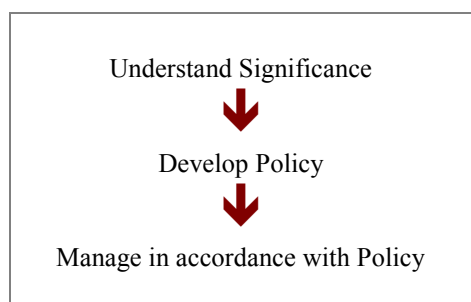 Understand Significance
Develop Policy
Manage in accordance with Policy